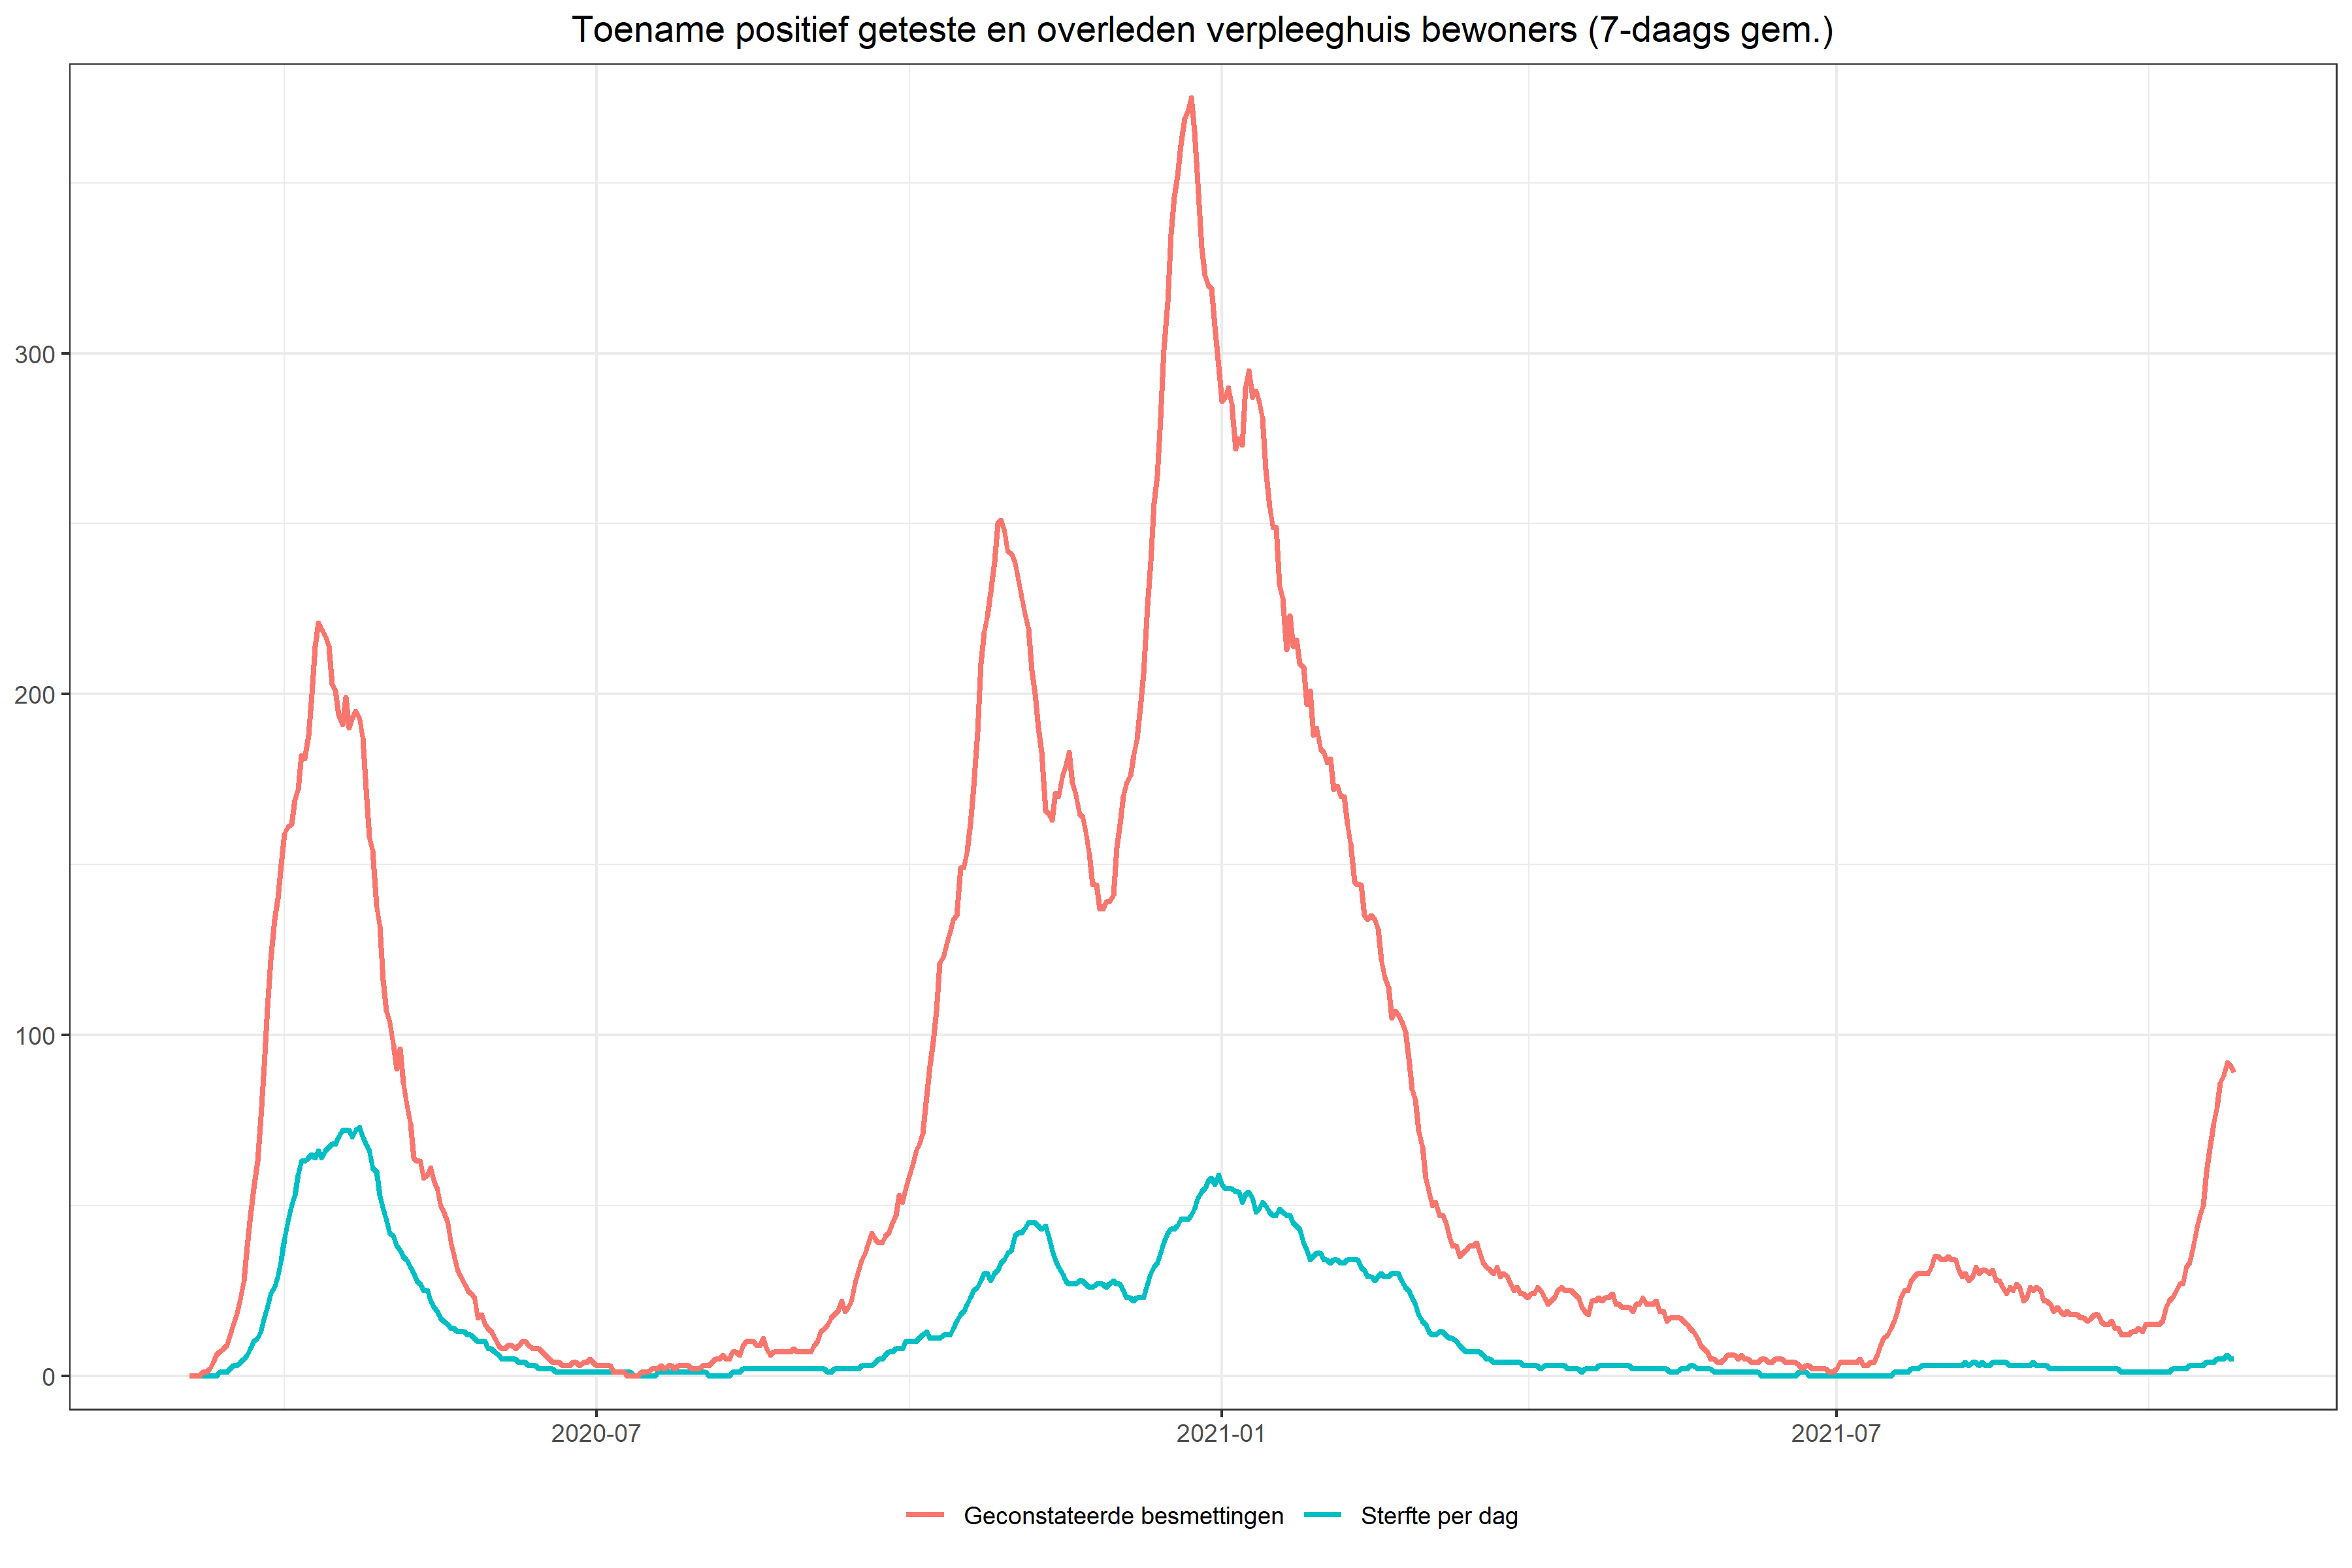 Toename positief geteste en overleden verpleeghuis bewoners (7-daags gem.)
300
200
100
0
2020-07
2021-01
2021-07
Geconstateerde besmettingen
Sterfte per dag